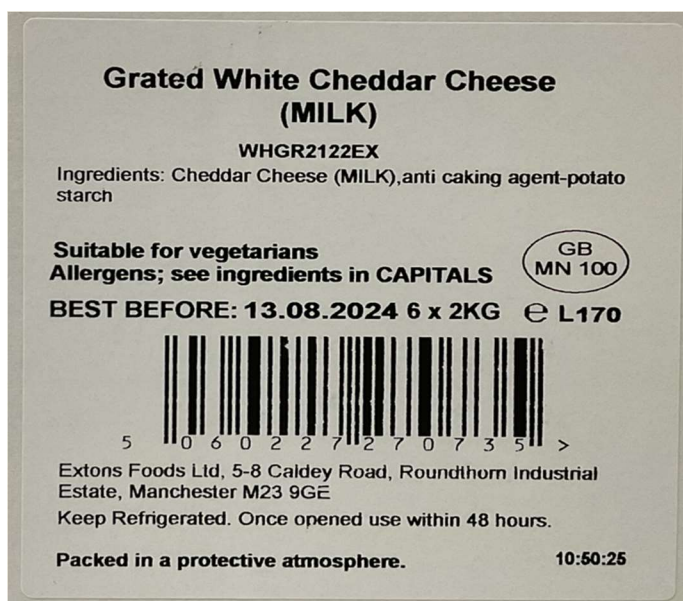 Grated White Cheddar Cheese
(MILK)
WHGR2122EX
Ingredients: Cheddar Cheese (MILK),anti caking agent-potato
starch
Suitable for vegetarians
Allergens; see ingredients in CAPITALS
GB
MN 100
BEST BEFORE: 13.08.2024 6 x 2KG ℮ L170
5 060227 270735 >
Extons Foods Ltd, 5-8 Caldey Road, Roundthorn Industrial
Estate, Manchester M23 9GE
Keep Refrigerated. Once opened use within 48 hours.
Packed in a protective atmosphere. 10:50:25